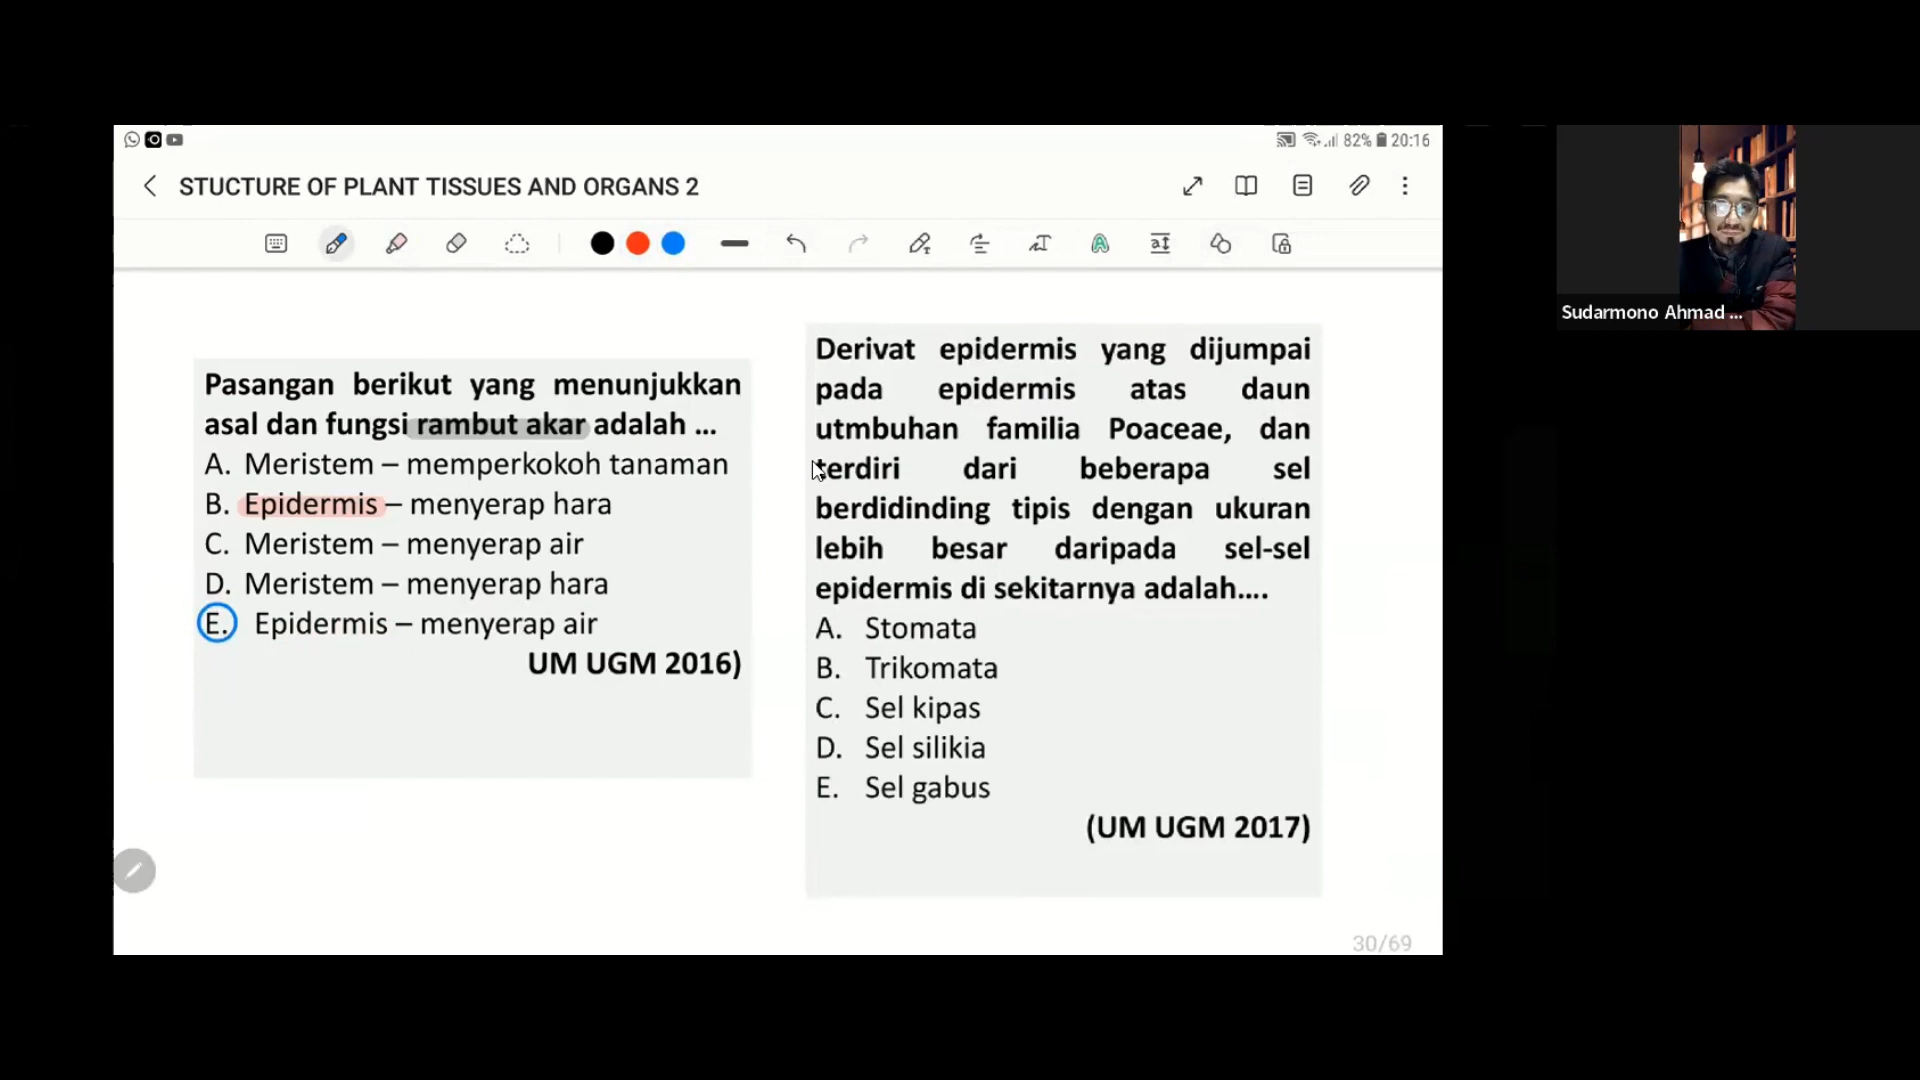 82% 20:16
STUCTURE OF PLANT TISSUES AND ORGANS 2
Pasangan berikut yang menunjukkan
asal dan fungsi rambut akar adalah ...
A. Meristem – memperkokoh tanaman
B. Epidermis – menyerap hara
C. Meristem – menyerap air
D. Meristem – menyerap hara
E. Epidermis – menyerap air
UM UGM 2016)
Derivat epidermis yang dijumpai
pada epidermis atas daun
utmbuhan familia Poaceae, dan
terdiri dari beberapa sel
berdidinding tipis dengan ukuran
lebih besar daripada sel-sel
epidermis di sekitarnya adalah....
A. Stomata
B. Trikomata
C. Sel kipas
D. Sel silikia
E. Sel gabus
(UM UGM 2017)
30/69
Sudarmono Ahmad ...